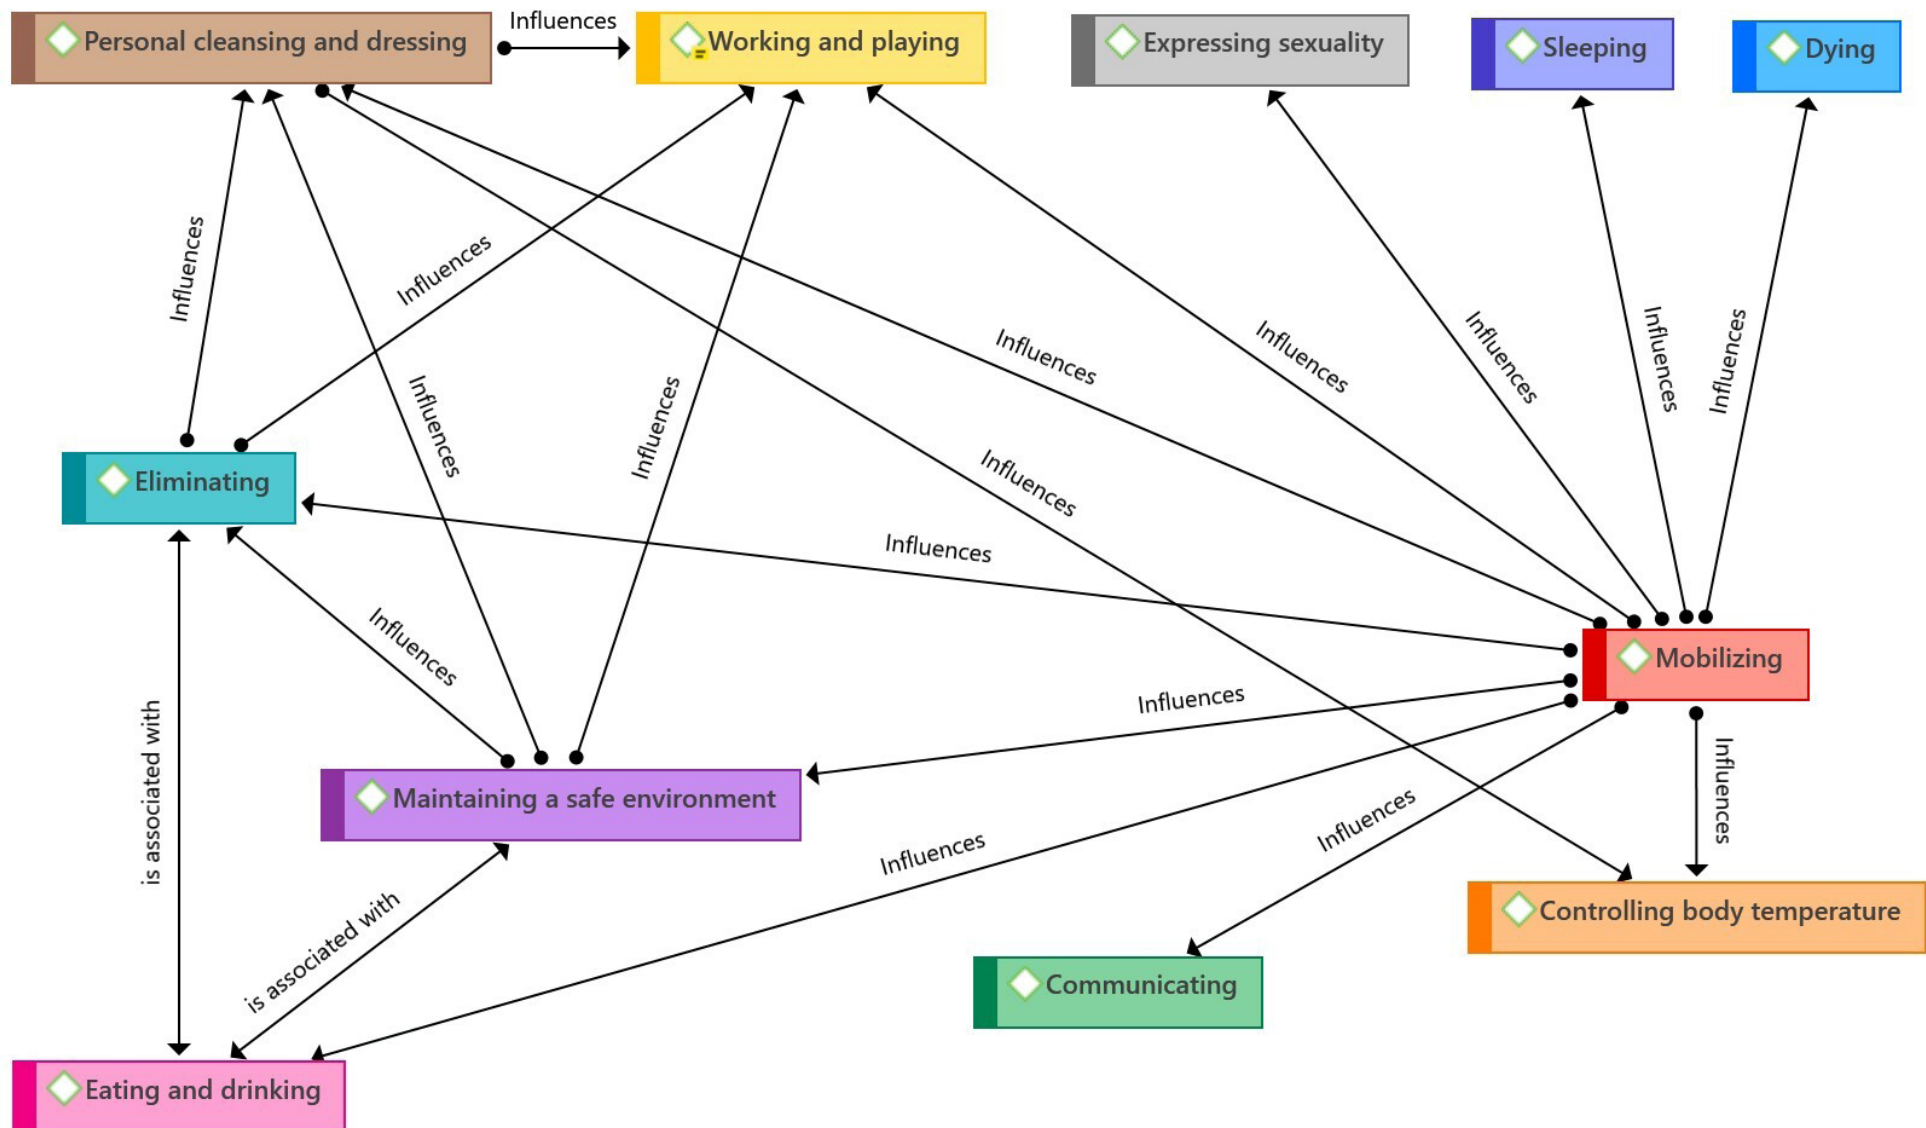 Personal cleansing and dressing
Influences
Working and playing
Expressing sexuality
Sleeping
Dying
Influences
Influences
Influences
Influences
Influences
Influences
Influences
Influences
Influences
Influences
Eliminating
Influences
Influences
Mobilizing
Influences
Influences
is associated with
Maintaining a safe environment
Influences
Influences
is associated with
Controlling body temperature
Communicating
Eating and drinking